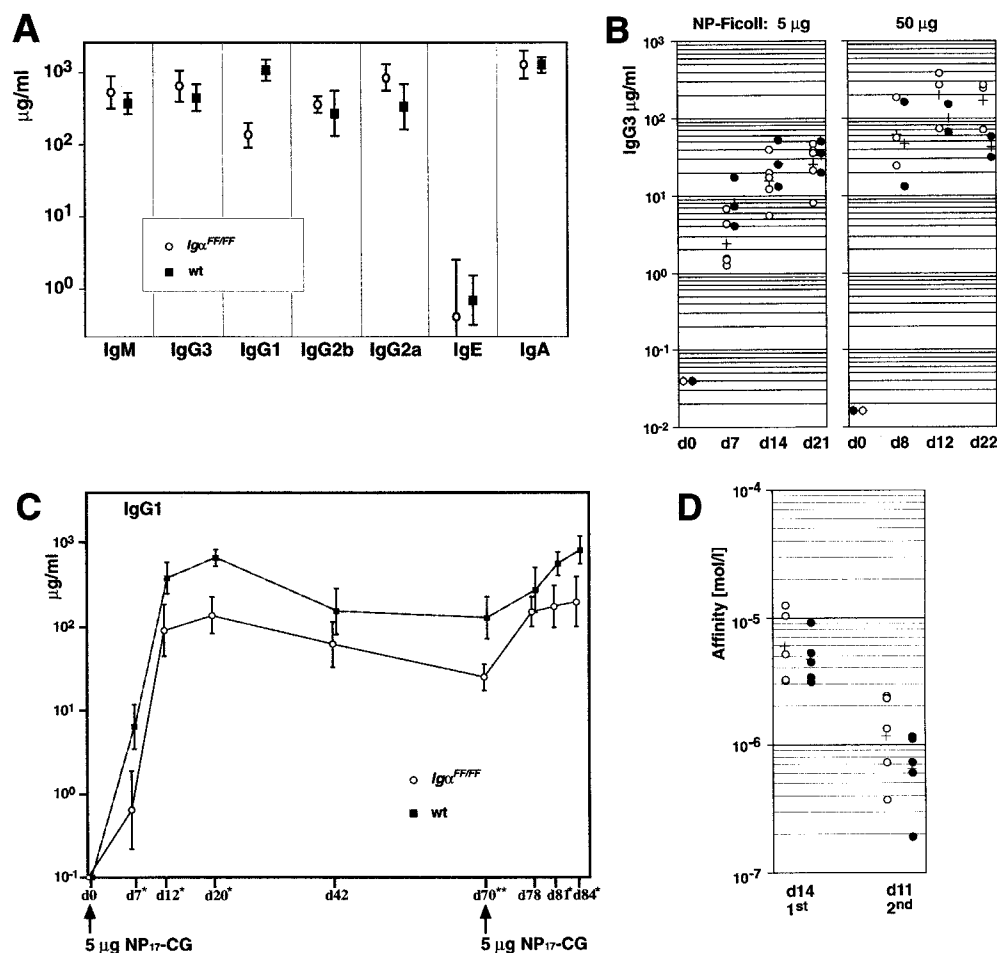 A
µg/ml
10³
10²
10¹
10⁰
Igα^FF/FF
wt
IgM IgG3 IgG1 IgG2b IgG2a IgE IgA
B
NP-Ficoll: 5 µg 50 µg
IgG3 µg/ml
10³
10²
10¹
10⁰
10⁻¹
10⁻²
d0 d7 d14 d21 d0 d8 d12 d22
C
IgG1
µg/ml
10³
10²
10¹
10⁰
10⁻¹
Igα^FF/FF
wt
d0 d7* d12* d20* d42 d70** d78 d81* d84*
5 µg NP₁₇-CG 5 µg NP₁₇-CG
D
Affinity [mol/l]
10⁻⁴
10⁻⁵
10⁻⁶
10⁻⁷
d14 d11
1st 2nd